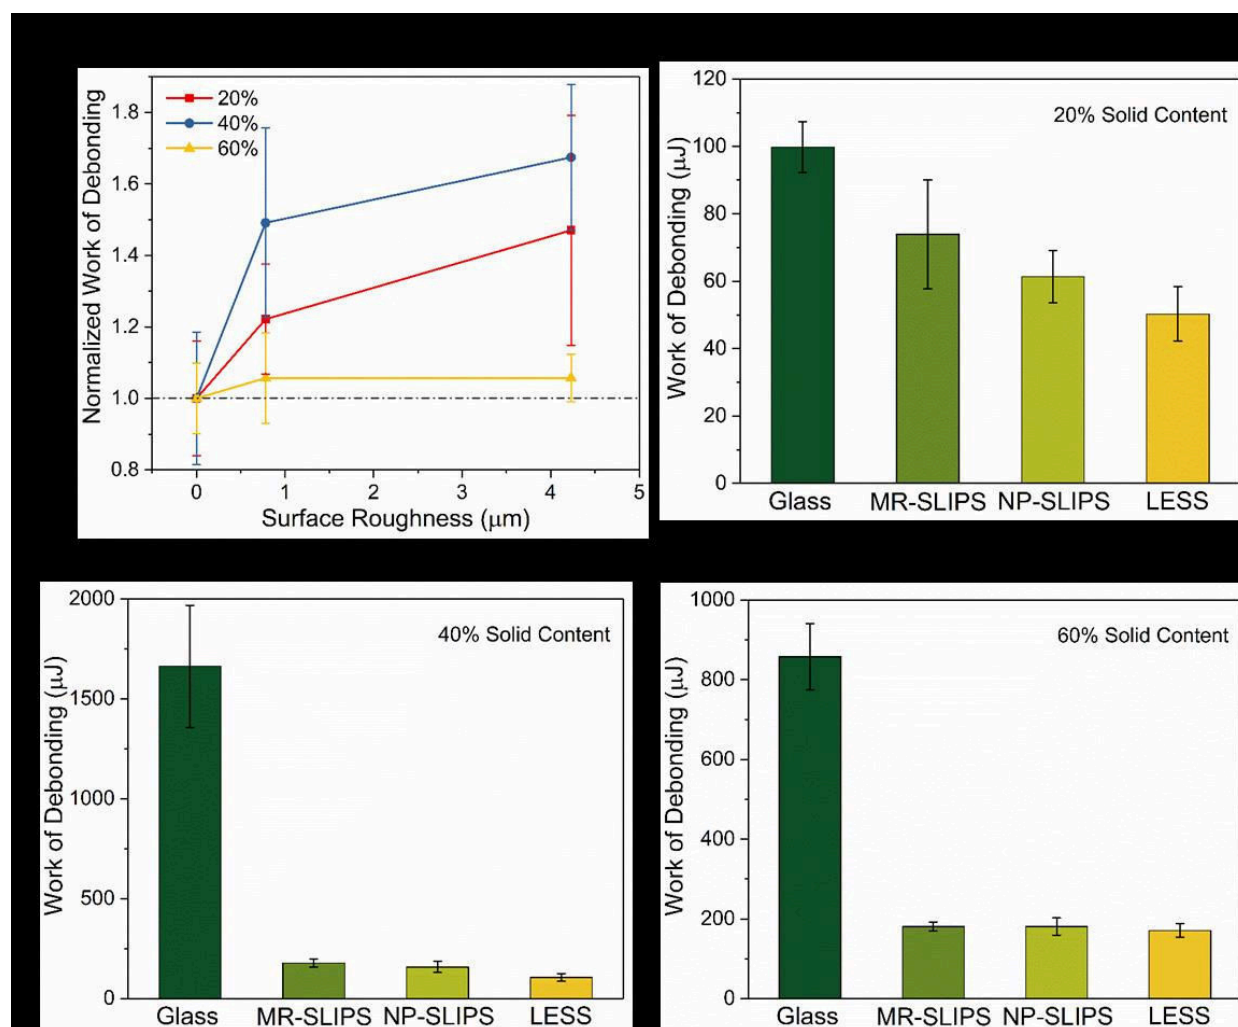 Normalized Work of Debonding
1.8
1.6
1.4
1.2
1.0
0.8
20%
40%
60%
0 1 2 3 4 5
Surface Roughness (μm)
Work of Debonding (μJ)
120
100
80
60
40
20
0
20% Solid Content
Glass MR-SLIPS NP-SLIPS LESS
Work of Debonding (μJ)
2000
1500
1000
500
0
40% Solid Content
Glass MR-SLIPS NP-SLIPS LESS
Work of Debonding (μJ)
1000
800
600
400
200
0
60% Solid Content
Glass MR-SLIPS NP-SLIPS LESS